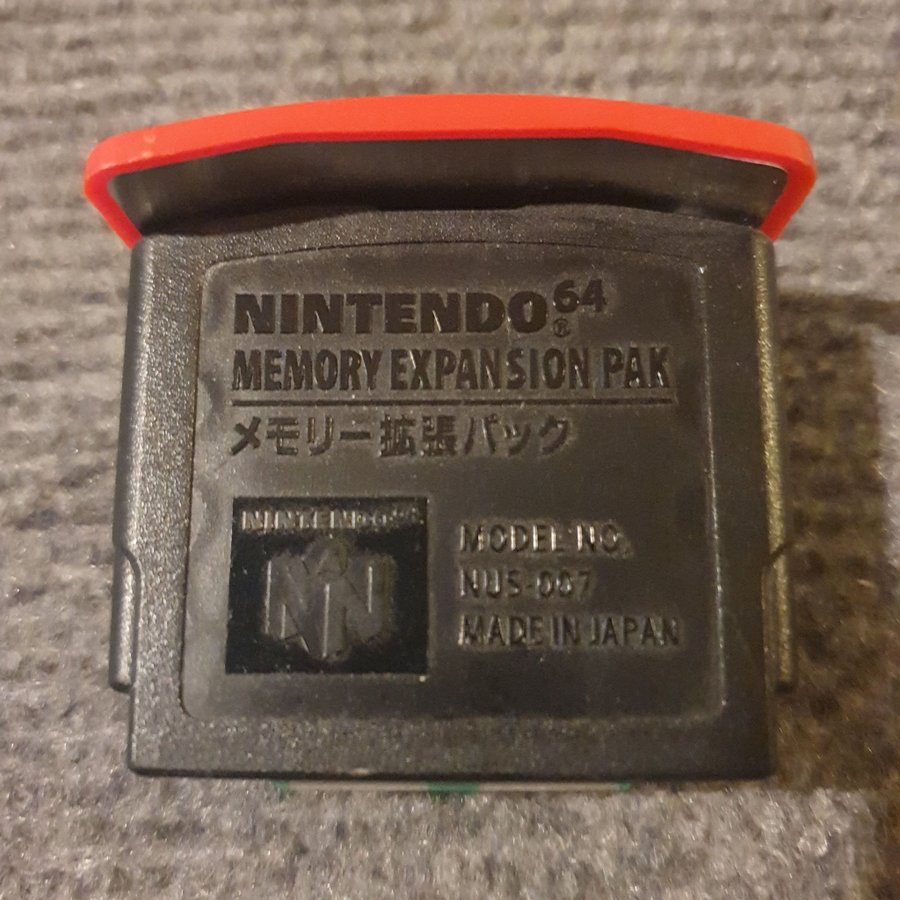 NINTENDO64®
MEMORY EXPANSION PAK
メモリー拡張パック
NINTENDO64
MODEL NO.
NUS-007
MADE IN JAPAN